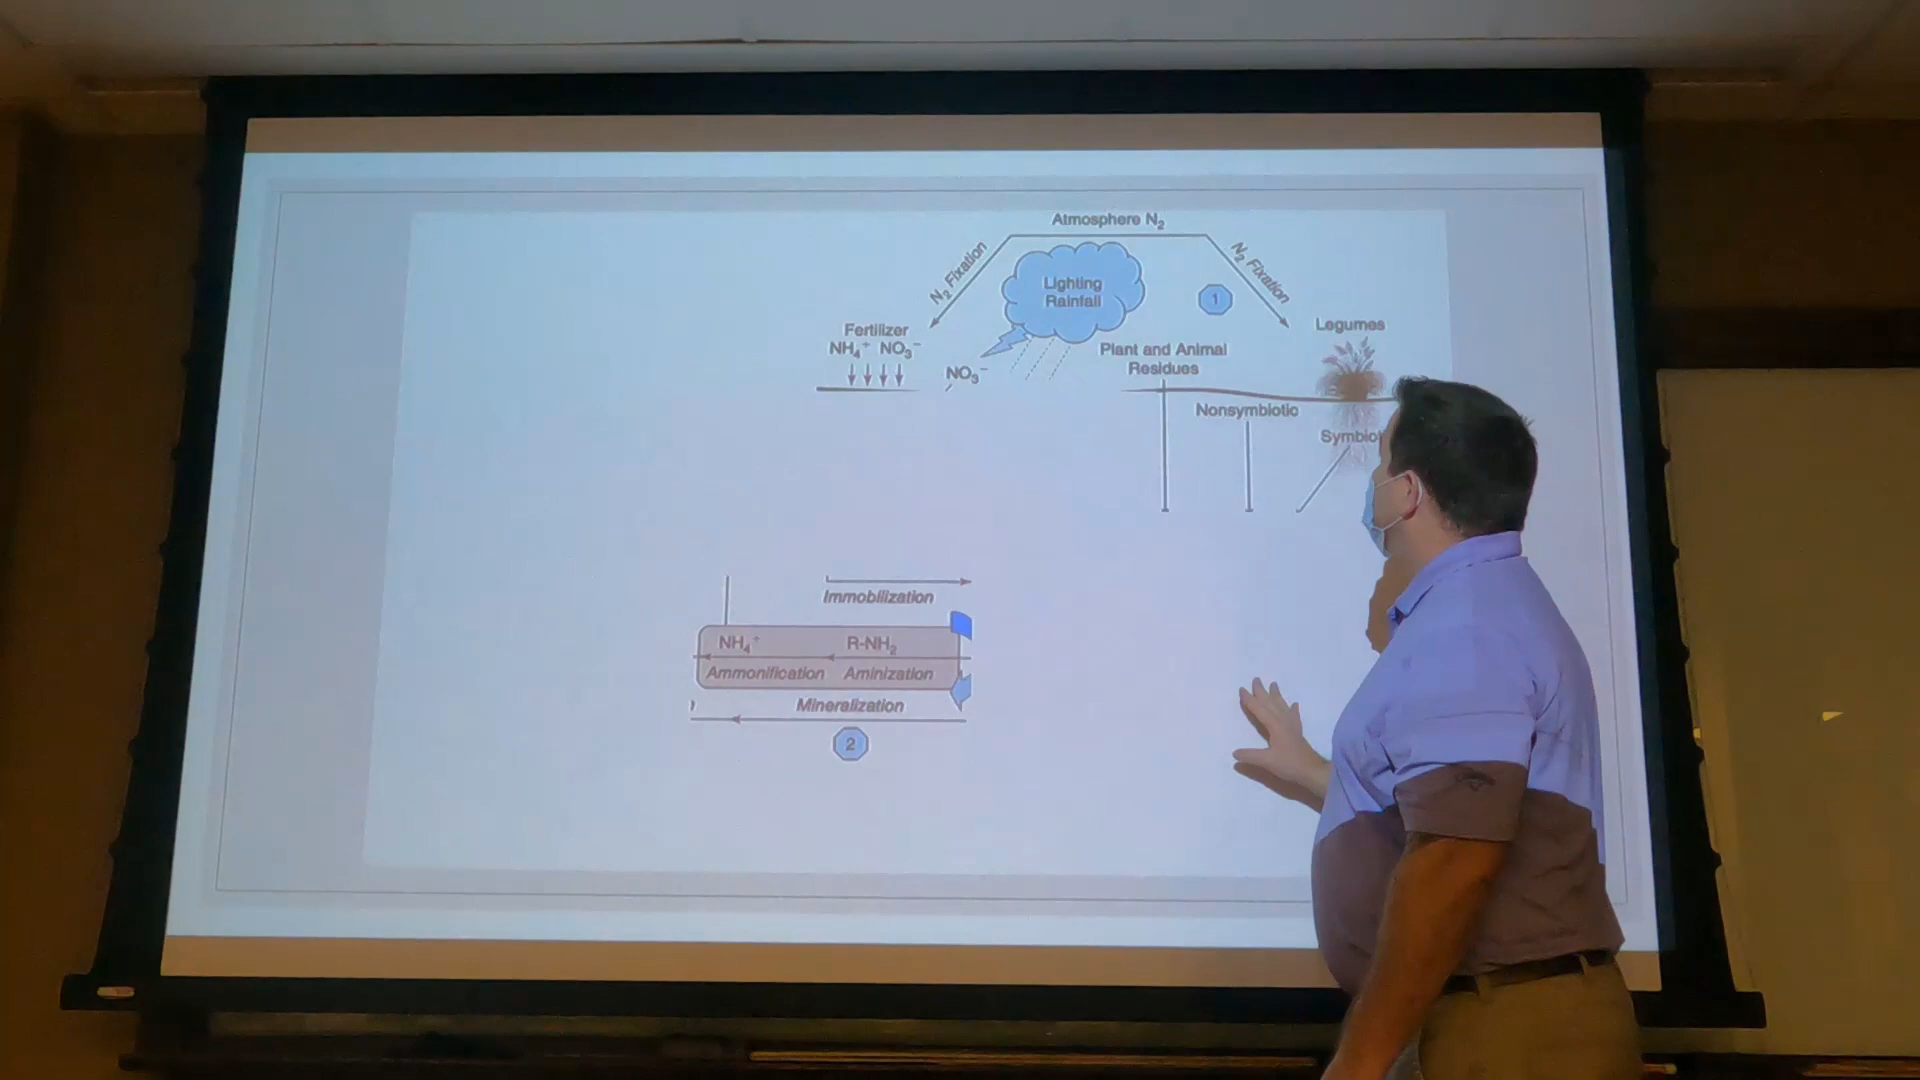 Atmosphere N₂
N₂ Fixation
N₂ Fixation
Lighting
Rainfall
1
Fertilizer
NH₄⁺ NO₃⁻
NO₃⁻
Plant and Animal
Residues
Legumes
Nonsymbiotic
Symbiot
Immobilization
NH₄⁺ R-NH₂
Ammonification Aminization
Mineralization
2